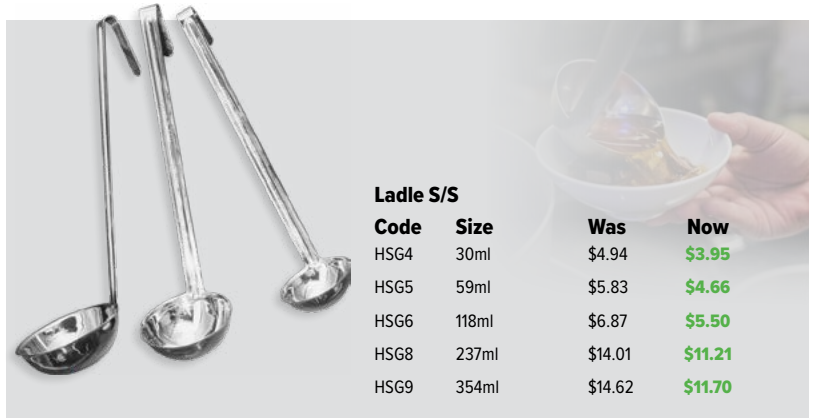 Ladle S/S
Code Size Was Now
HSG4 30ml $4.94 $3.95
HSG5 59ml $5.83 $4.66
HSG6 118ml $6.87 $5.50
HSG8 237ml $14.01 $11.21
HSG9 354ml $14.62 $11.70